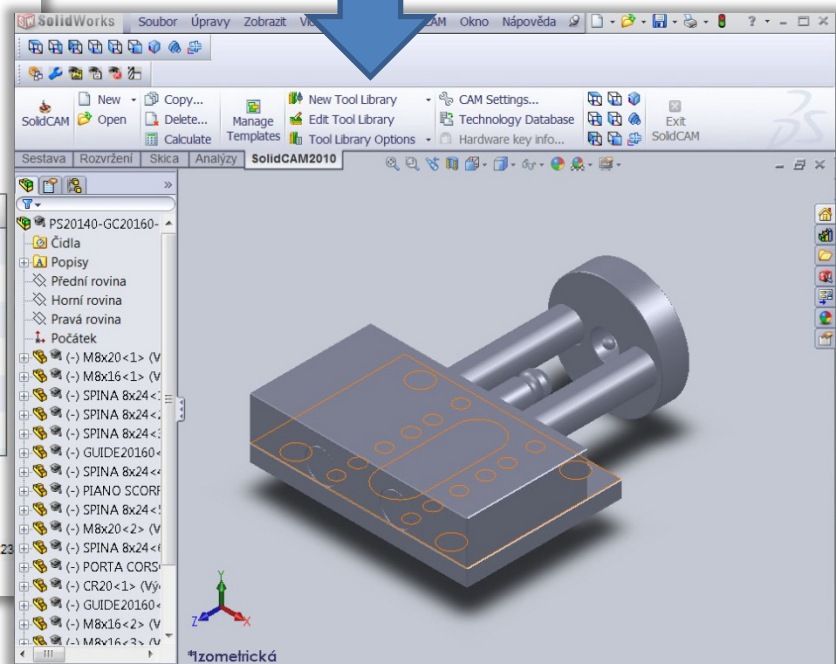 SolidWorks Soubor Úpravy Zobrazit CAM Okno Nápověda
New Copy... New Tool Library CAM Settings...
SolidCAM Open Delete... Manage Templates Edit Tool Library Technology Database Exit SolidCAM
Calculate Tool Library Options Hardware key info...
Sestava Rozvržení Skica Analýzy SolidCAM2010
PS20140-GC20160-
Čidla
Popisy
Přední rovina
Horní rovina
Pravá rovina
Počátek
(-) M8x20<1> (V
(-) M8x16<1> (V
(-) SPINA 8x24<
(-) SPINA 8x24<
(-) SPINA 8x24<
(-) GUIDE20160<
(-) SPINA 8x24<
(-) PIANO SCORR
(-) SPINA 8x24<
(-) M8x20<2> (V
23
(-) SPINA 8x24<
(-) PORTA CORS
(-) CR20<1> (Vý
(-) GUIDE20160<
(-) M8x16<2> (V
(-) M8x16<3> (V
Z Y X
*Izometrická